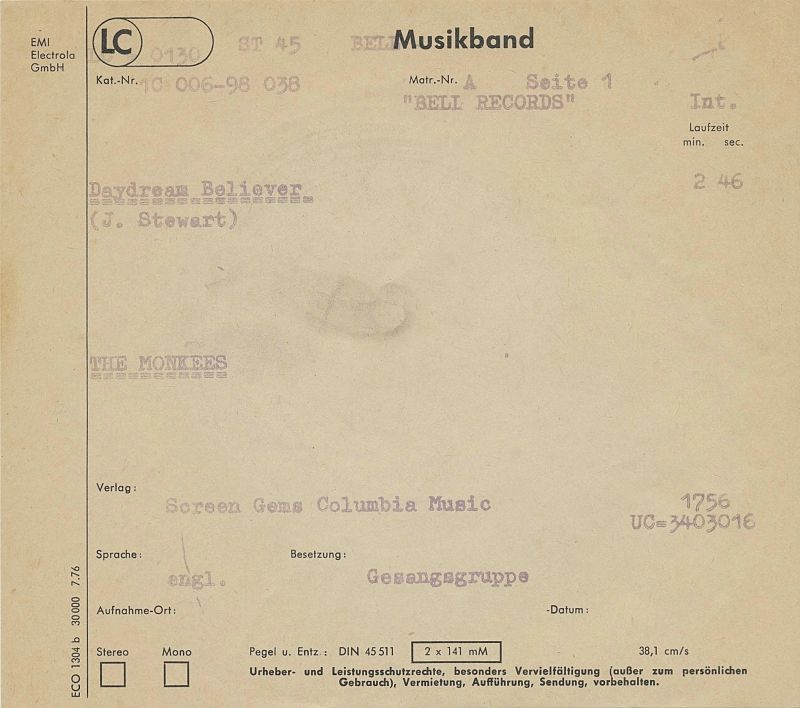 EMI
Electrola
GmbH
LC 0130 ST 45 BELL Musikband
Kat.-Nr. 1C 006-98 038 Matr.-Nr. A Seite 1
"BELL RECORDS" Int.
Laufzeit
min. sec.
Daydream Believer 2 46
(J. Stewart)
THE MONKEES
Verlag:
Screen Gems Columbia Music 1756
UC=3403016
Sprache: Besetzung:
engl. Gesangsgruppe
Aufnahme-Ort: -Datum:
Stereo Mono Pegel u. Entz: DIN 45 511 2 x 141 mM 38,1 cm/s
Urheber- und Leistungsschutzrechte, besonders Vervielfältigung (außer zum persönlichen
Gebrauch), Vermietung, Aufführung, Sendung, vorbehalten.
ECO 1304 b 30 000 7.76